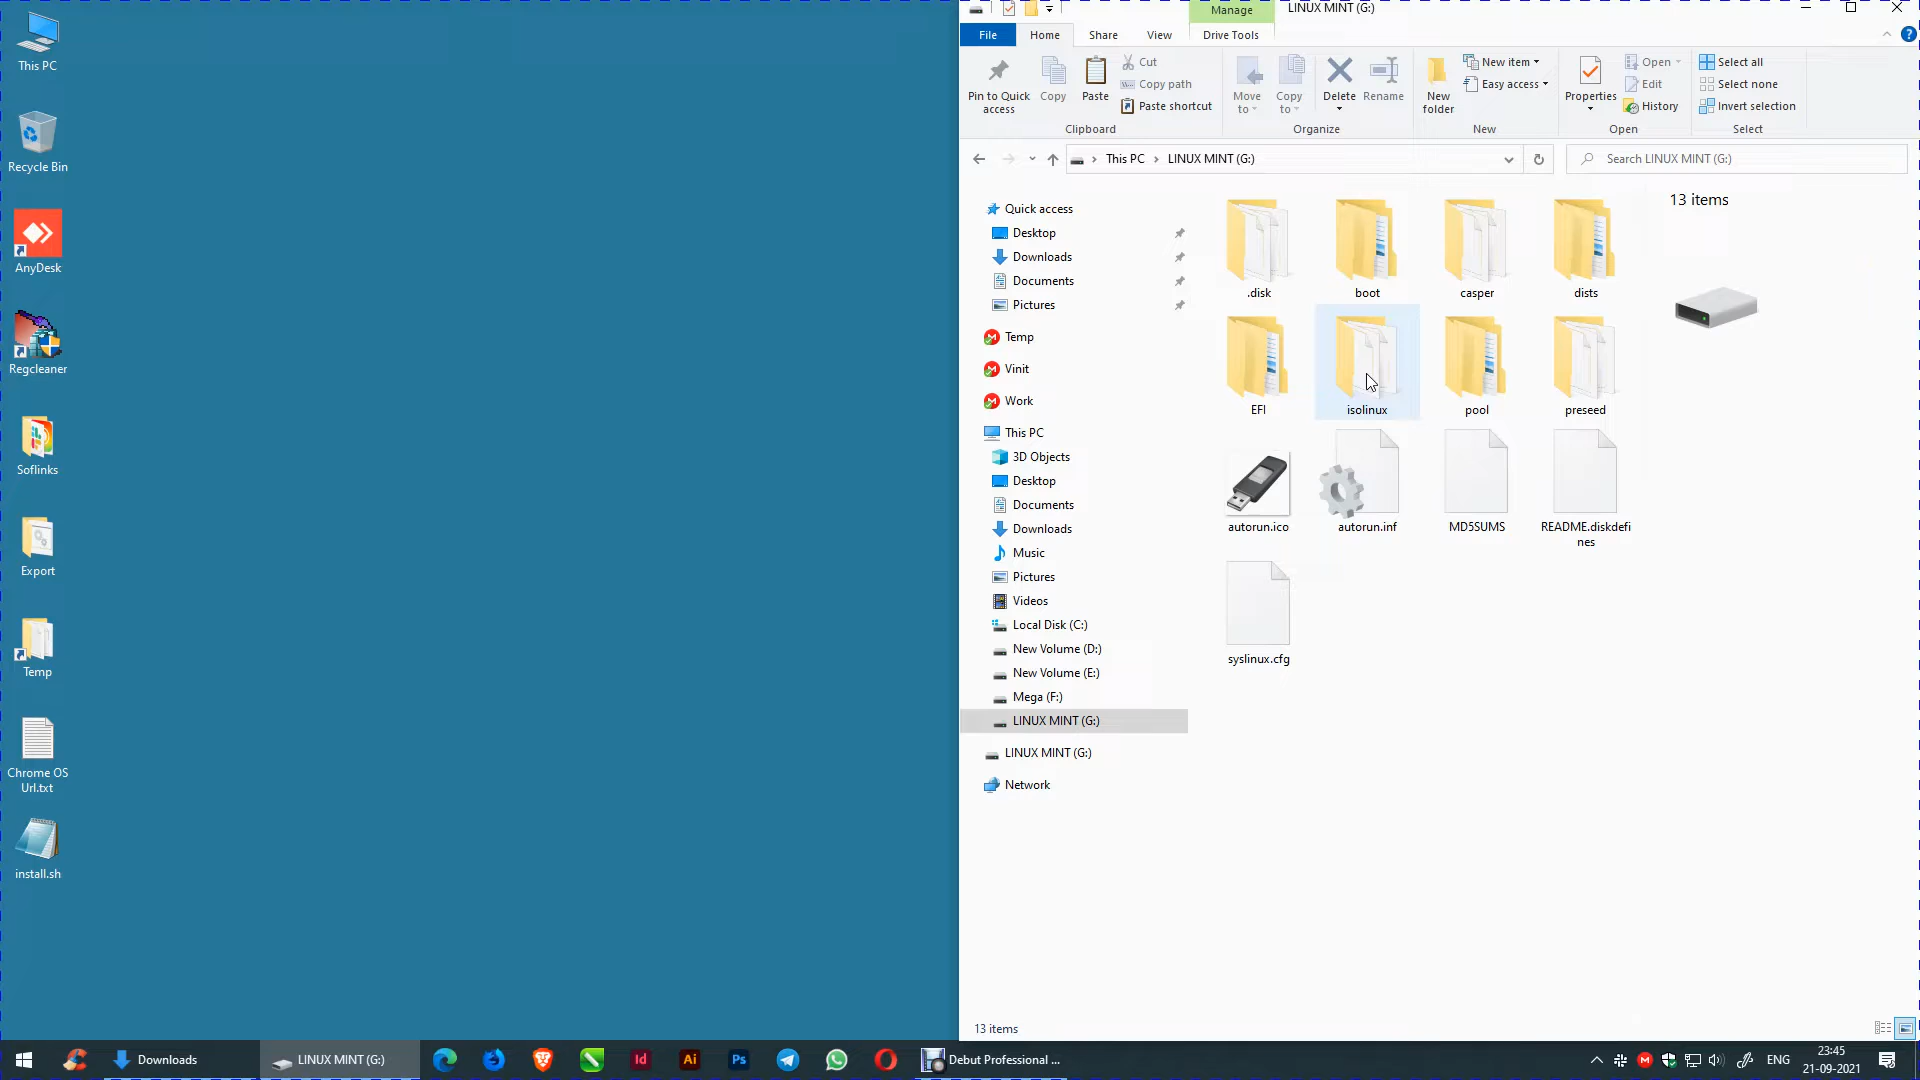 This PC
Recycle Bin
AnyDesk
Regcleaner
Soflinks
Export
Temp
Chrome OS
Url.txt
install.sh
Manage
LINUX MINT (G:)
File
Home
Share
View
Drive Tools
Pin to Quick
access
Copy
Paste
Cut
Copy path
Paste shortcut
Clipboard
Move
to
Copy
to
Delete
Rename
Organize
New
folder
New item
Easy access
New
Properties
Open
Edit
History
Open
Select all
Select none
Invert selection
Select
This PC
LINUX MINT (G:)
Search LINUX MINT (G:)
Quick access
Desktop
Downloads
Documents
Pictures
Temp
Vinit
Work
This PC
3D Objects
Desktop
Documents
Downloads
Music
Pictures
Videos
Local Disk (C:)
New Volume (D:)
New Volume (E:)
Mega (F:)
LINUX MINT (G:)
LINUX MINT (G:)
Network
.disk
boot
casper
dists
EFI
isolinux
pool
preseed
autorun.ico
autorun.inf
MD5SUMS
README.diskdefi
nes
syslinux.cfg
13 items
13 items
Downloads
LINUX MINT (G:)
Id
Ai
Ps
Debut Professional ...
ENG
23:45
21-09-2021